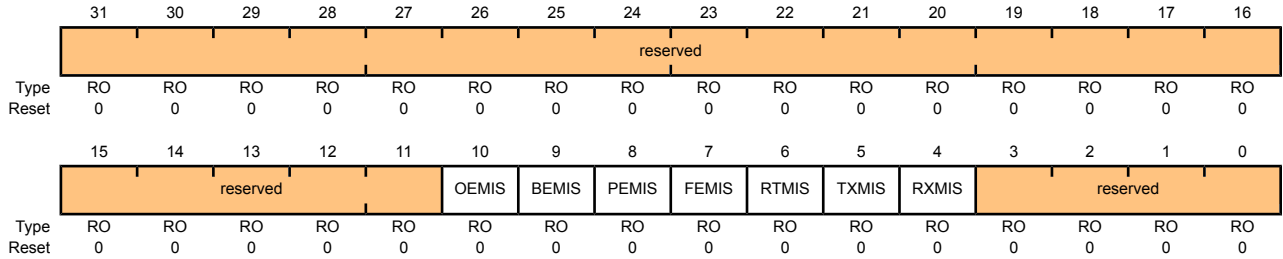 31 30 29 28 27 26 25 24 23 22 21 20 19 18 17 16
reserved
Type RO RO RO RO RO RO RO RO RO RO RO RO RO RO RO RO
Reset 0 0 0 0 0 0 0 0 0 0 0 0 0 0 0 0
15 14 13 12 11 10 9 8 7 6 5 4 3 2 1 0
reserved OEMIS BEMIS PEMIS FEMIS RTMIS TXMIS RXMIS reserved
Type RO RO RO RO RO RO RO RO RO RO RO RO RO RO RO RO
Reset 0 0 0 0 0 0 0 0 0 0 0 0 0 0 0 0